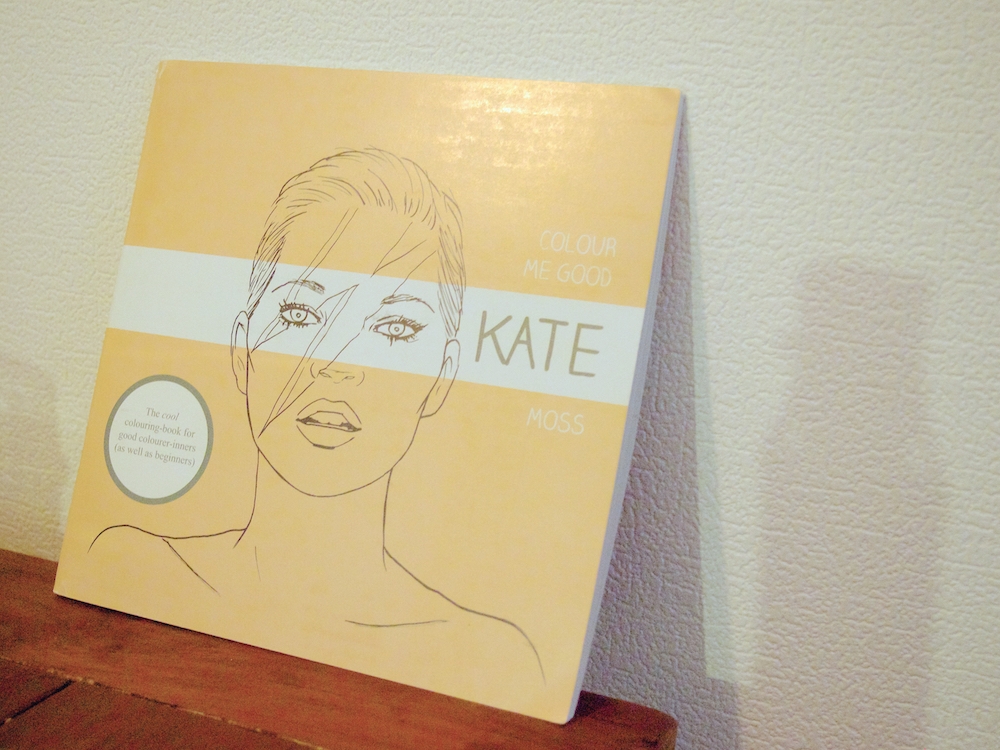 COLOUR
ME GOOD
KATE
MOSS
The cool
colouring-book for
good colourer-inners
(as well as beginners)